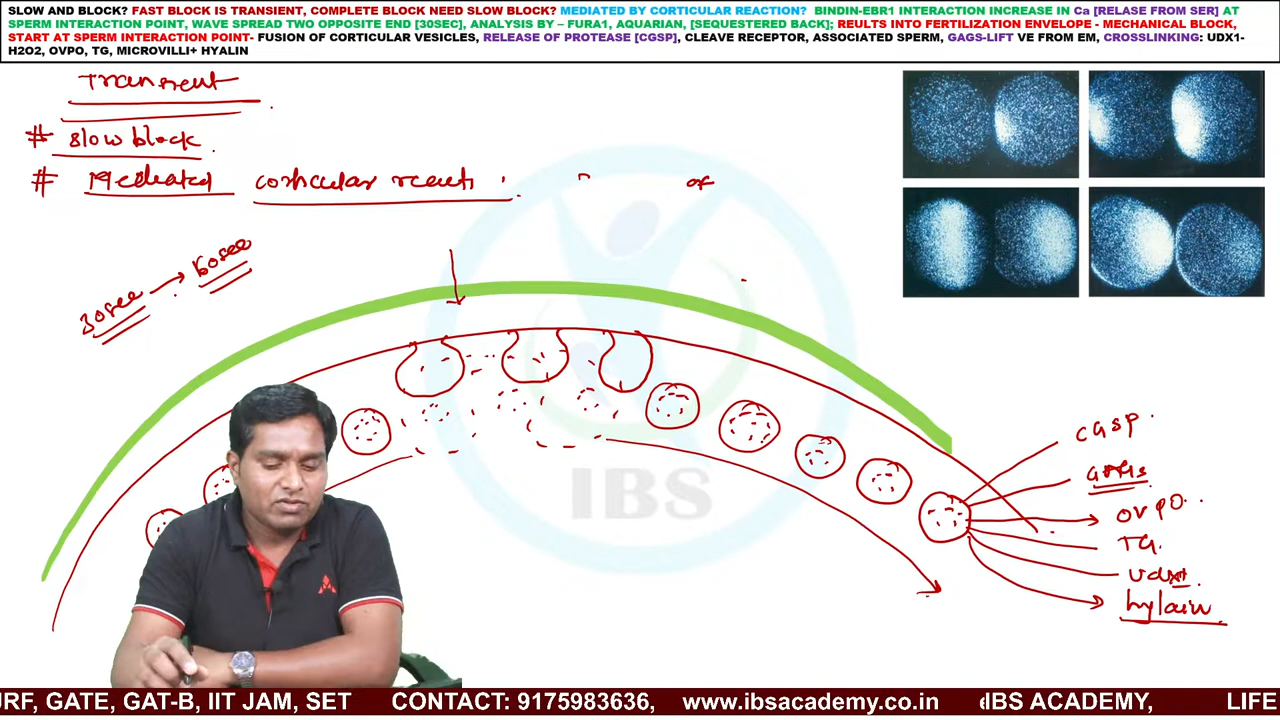 SLOW AND BLOCK? FAST BLOCK IS TRANSIENT, COMPLETE BLOCK NEED SLOW BLOCK? MEDIATED BY CORTICULAR REACTION? BINDIN-EBR1 INTERACTION INCREASE IN Ca [RELASE FROM SER] AT
SPERM INTERACTION POINT, WAVE SPREAD TWO OPPOSITE END [30SEC], ANALYSIS BY – FURA1, AQUARIAN, [SEQUESTERED BACK]; REULTS INTO FERTILIZATION ENVELOPE - MECHANICAL BLOCK,
START AT SPERM INTERACTION POINT- FUSION OF CORTICAL VESICLES, RELEASE OF PROTEASE [CGSP], CLEAVE RECEPTOR, ASSOCIATED SPERM, GAGS-LIFT VE FROM EM, CROSSLINKING: UDX1-
H2O2, OVPO, TG, MICROVILLI+ HYALIN
Transient
# slow block
# Mediated corticular reacti of
30sec → 60sec
CGSP
GAGs
OVPO
TG
Udx1
hylain
IBS
URF, GATE, GAT-B, IIT JAM, SET CONTACT: 9175983636, www.ibsacademy.co.in IBS ACADEMY, LIFE